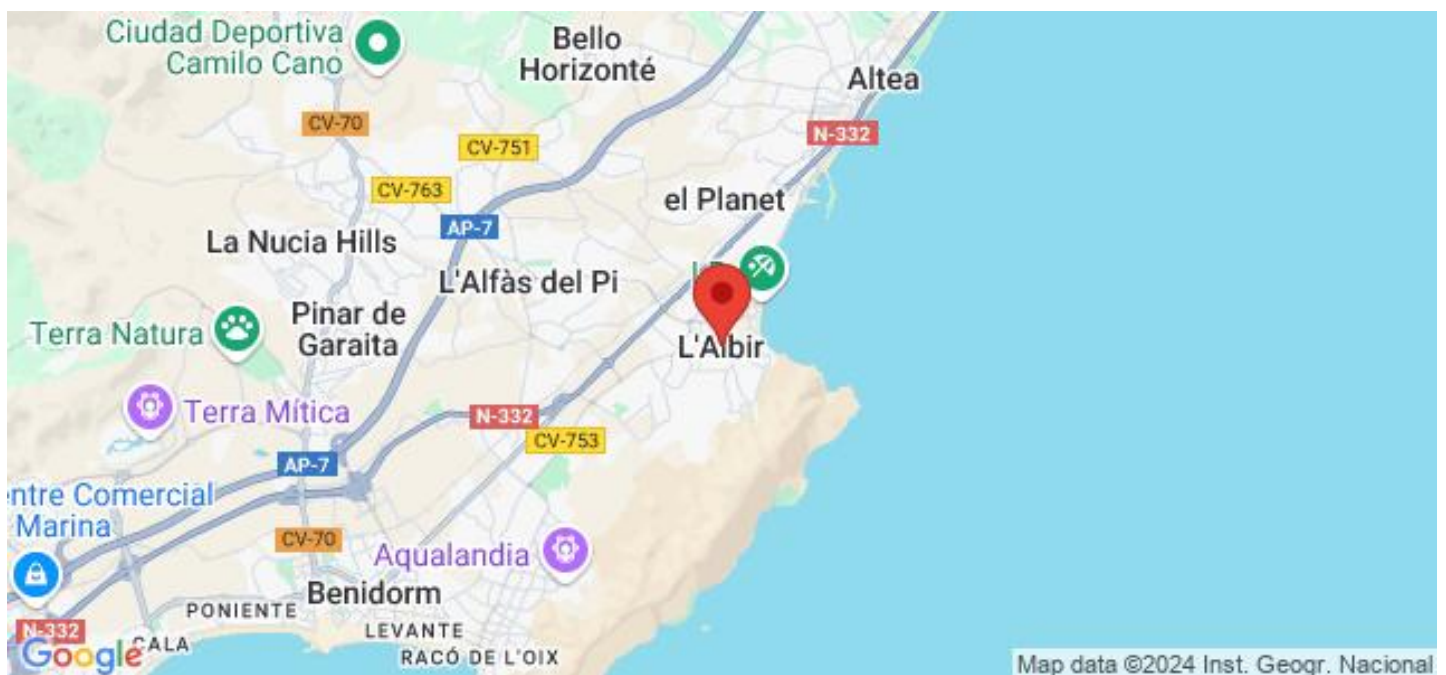 Ciudad Deportiva
Camilo Cano
Bello
Horizonté
Altea
CV-70
N-332
CV-751
CV-763
el Planet
AP-7
La Nucia Hills
L'Alfàs del Pi
Pinar de
Garaita
Terra Natura
L'Albir
Terra Mítica
N-332
CV-753
AP-7
entre Comercial
Marina
CV-70
Aqualandia
Benidorm
PONIENTE
LEVANTE
N-332
CALA
RACÓ DE L'OIX
Google
Map data ©2024 Inst. Geogr. Nacional